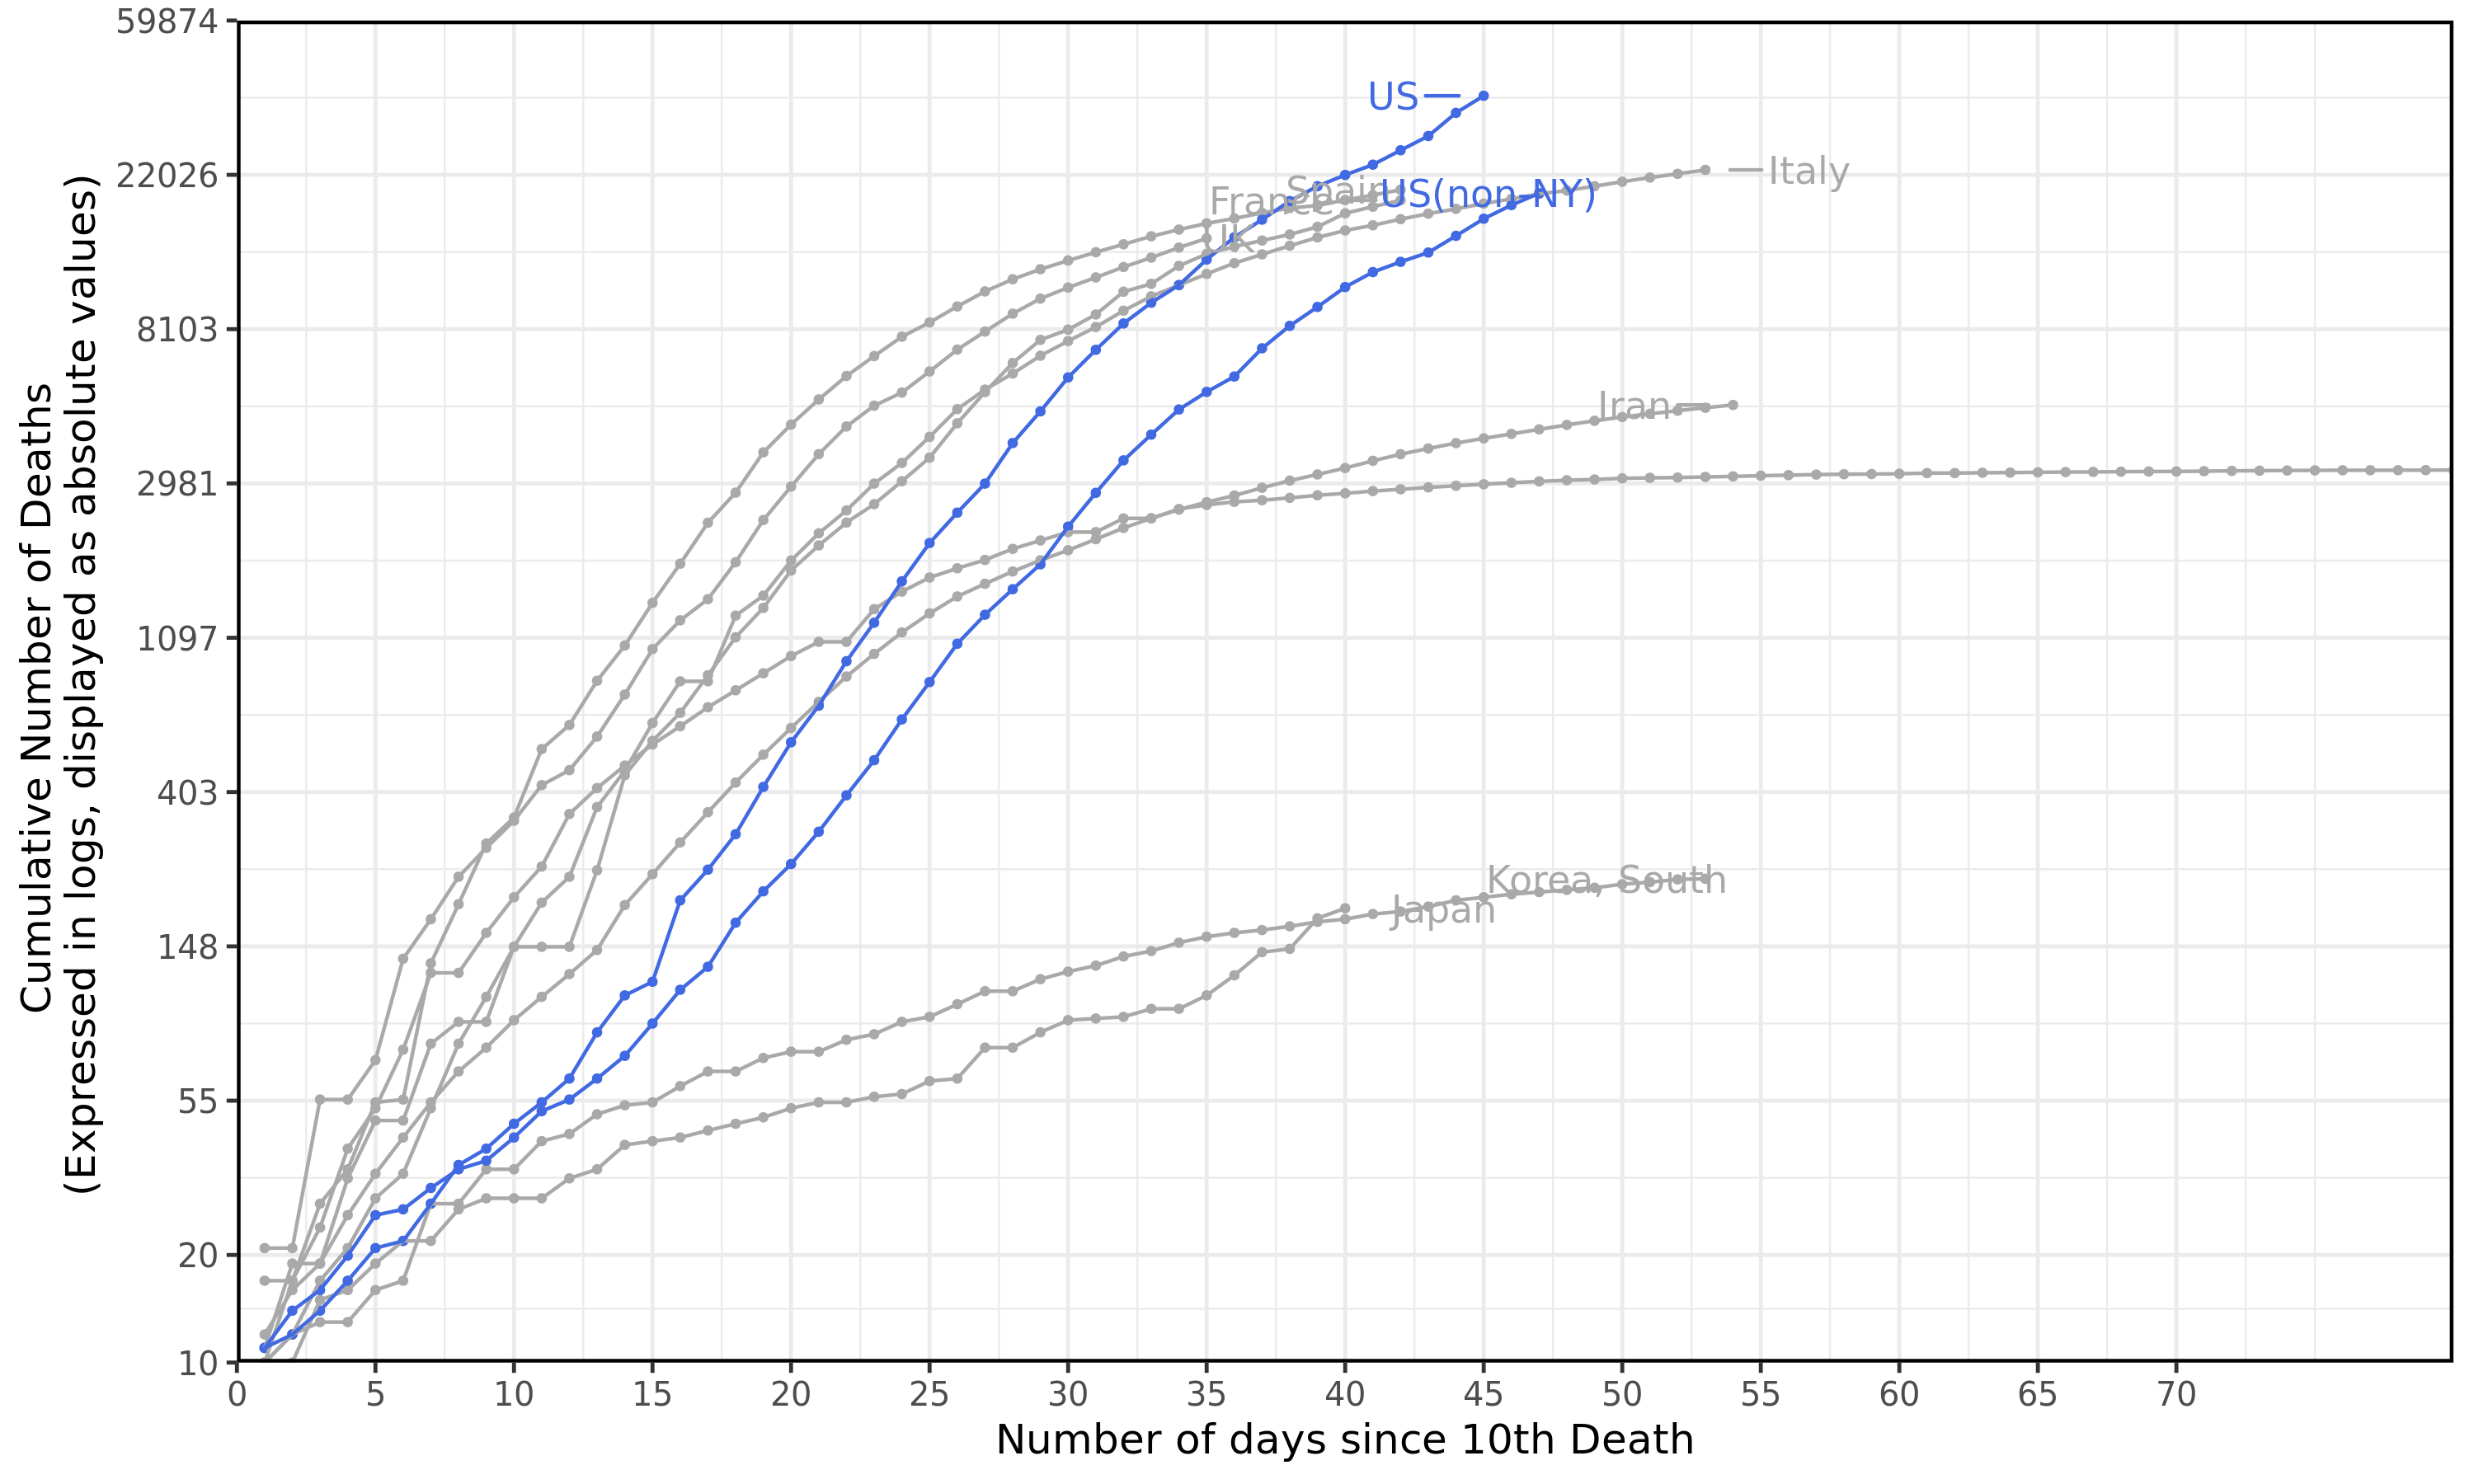 Cumulative Number of Deaths
(Expressed in logs, displayed as absolute values)
59874
22026
8103
2981
1097
403
148
55
20
10
US
Italy
Spain
France
US(non-NY)
UK
Iran
Korea, South
Japan
0 5 10 15 20 25 30 35 40 45 50 55 60 65 70
Number of days since 10th Death